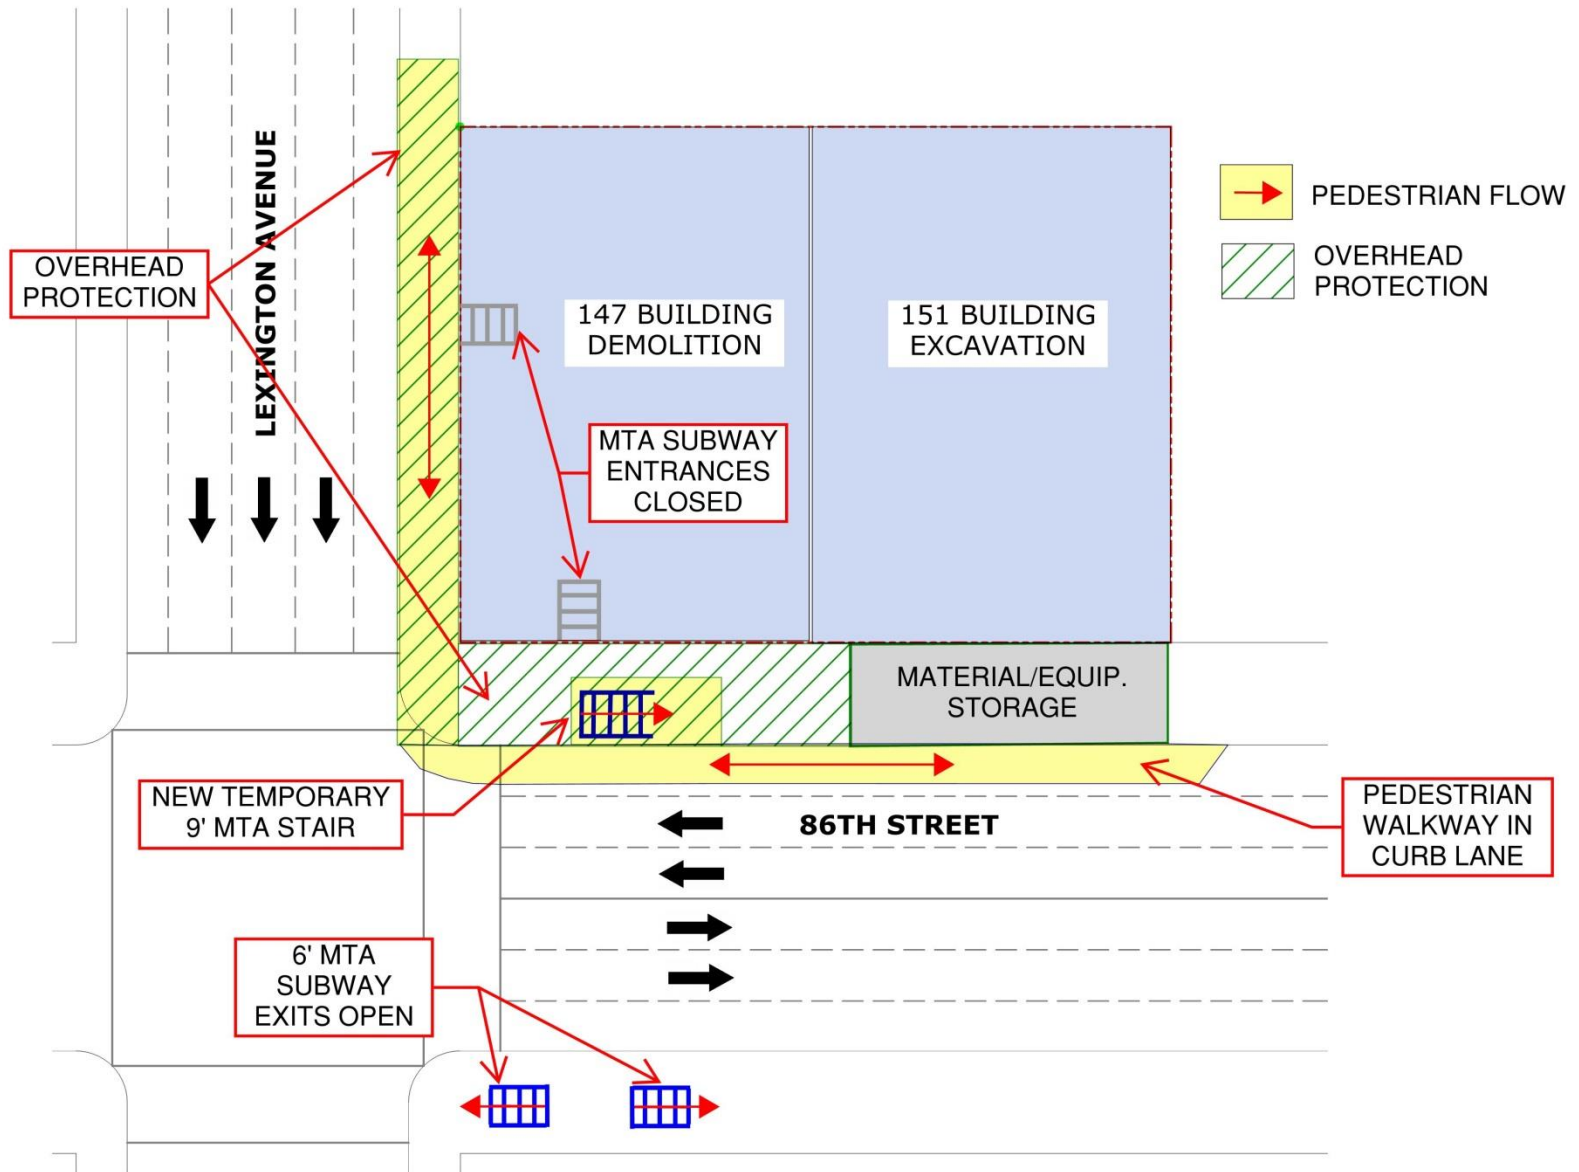 LEXINGTON AVENUE
PEDESTRIAN FLOW
OVERHEAD
PROTECTION
OVERHEAD
PROTECTION
147 BUILDING
DEMOLITION
151 BUILDING
EXCAVATION
MTA SUBWAY
ENTRANCES
CLOSED
MATERIAL/EQUIP.
STORAGE
NEW TEMPORARY
9' MTA STAIR
86TH STREET
PEDESTRIAN
WALKWAY IN
CURB LANE
6' MTA
SUBWAY
EXITS OPEN